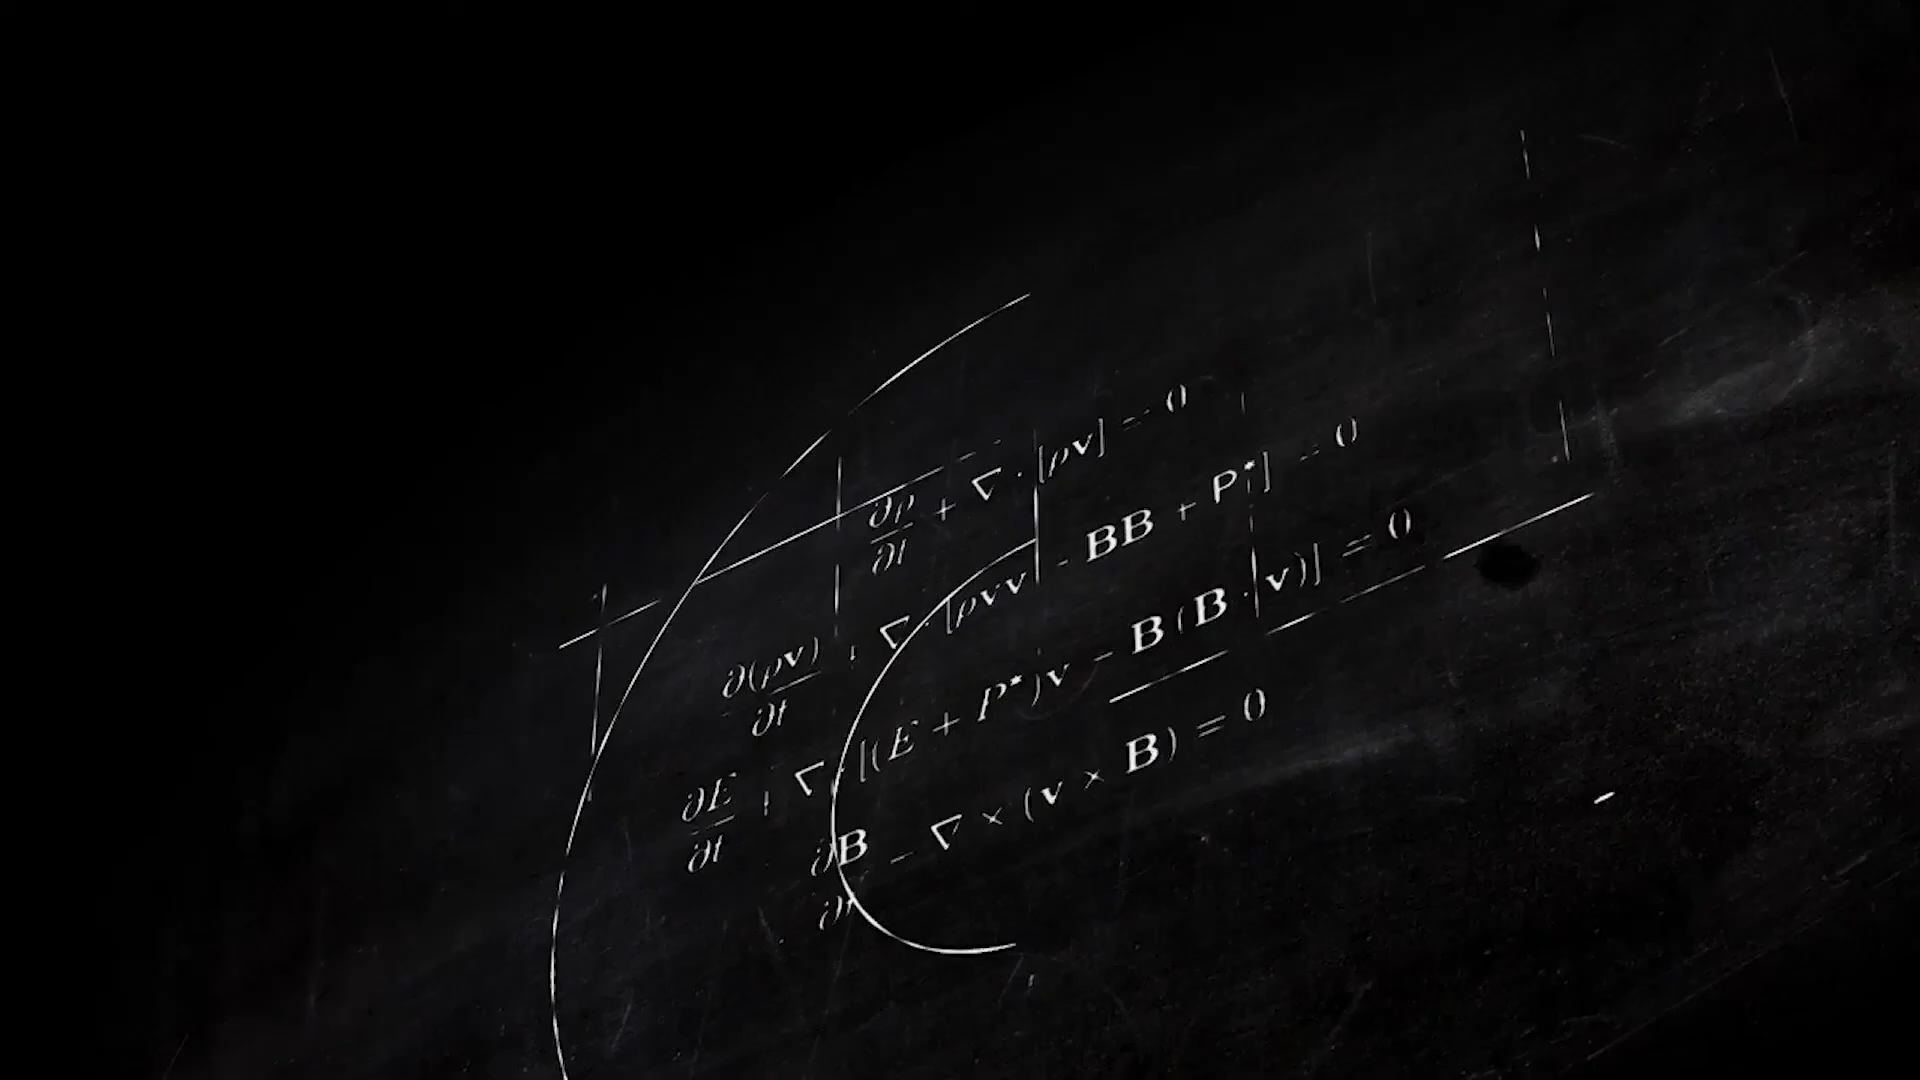 ∂ρ/∂t + ∇ · [ρv] = 0
∂(ρv)/∂t + ∇ · [ρvv - BB + P*] = 0
∂E/∂t + ∇ · [(E + P*)v - B(B · v)] = 0
∂B/∂t - ∇ × (v × B) = 0